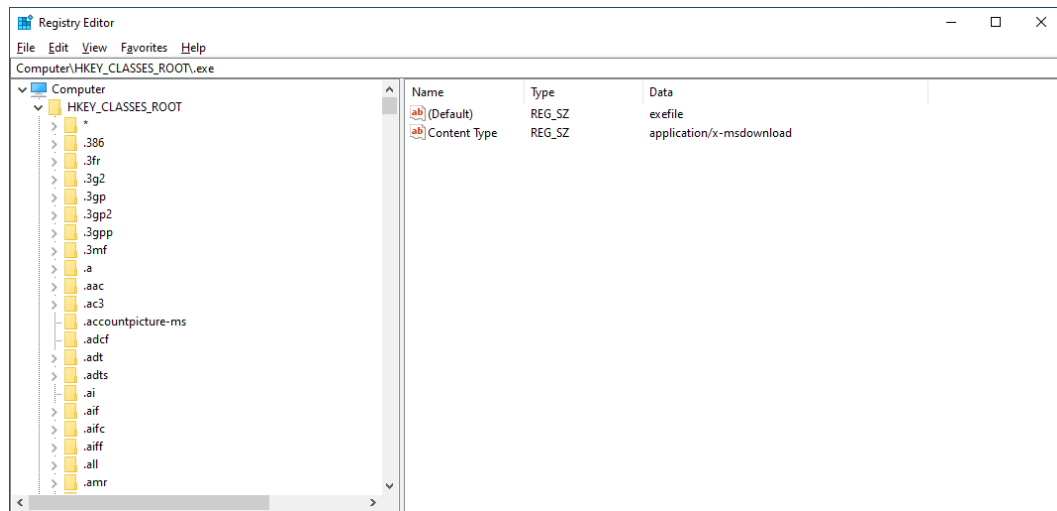 Registry Editor
File Edit View Favorites Help
Computer\HKEY_CLASSES_ROOT\.exe
Computer
HKEY_CLASSES_ROOT
*
.386
.3fr
.3g2
.3gp
.3gp2
.3gpp
.3mf
.a
.aac
.ac3
.accountpicture-ms
.adcf
.adt
.adts
.ai
.aif
.aifc
.aiff
.all
.amr
Name Type Data
(Default) REG_SZ exefile
Content Type REG_SZ application/x-msdownload